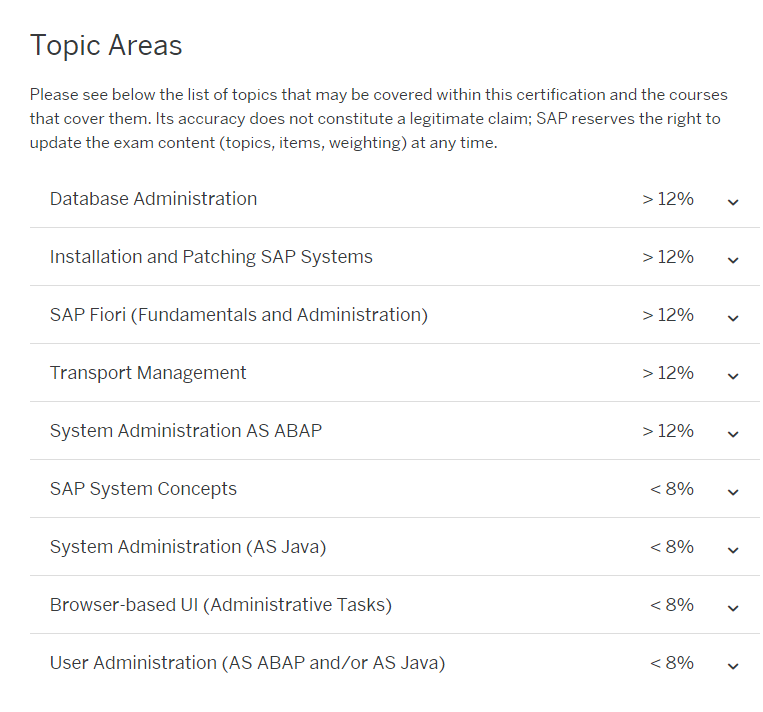 Topic Areas
Please see below the list of topics that may be covered within this certification and the courses
that cover them. Its accuracy does not constitute a legitimate claim; SAP reserves the right to
update the exam content (topics, items, weighting) at any time.
Database Administration > 12%
Installation and Patching SAP Systems > 12%
SAP Fiori (Fundamentals and Administration) > 12%
Transport Management > 12%
System Administration AS ABAP > 12%
SAP System Concepts < 8%
System Administration (AS Java) < 8%
Browser-based UI (Administrative Tasks) < 8%
User Administration (AS ABAP and/or AS Java) < 8%